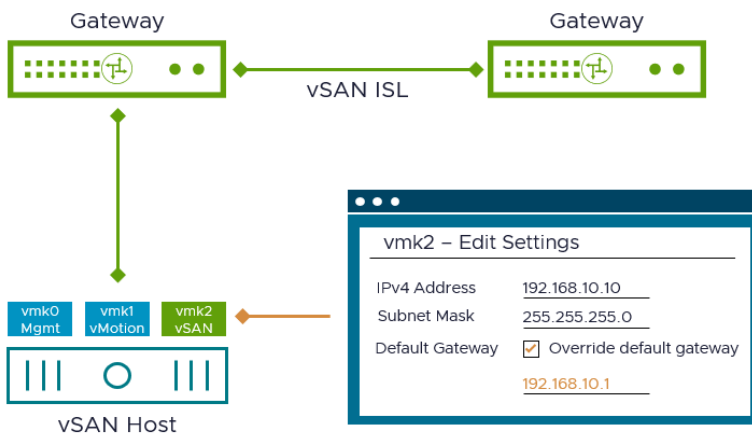 Gateway
Gateway
vSAN ISL
vmk0
Mgmt
vmk1
vMotion
vmk2
vSAN
vSAN Host
vmk2 – Edit Settings
IPv4 Address 192.168.10.10
Subnet Mask 255.255.255.0
Default Gateway Override default gateway
192.168.10.1